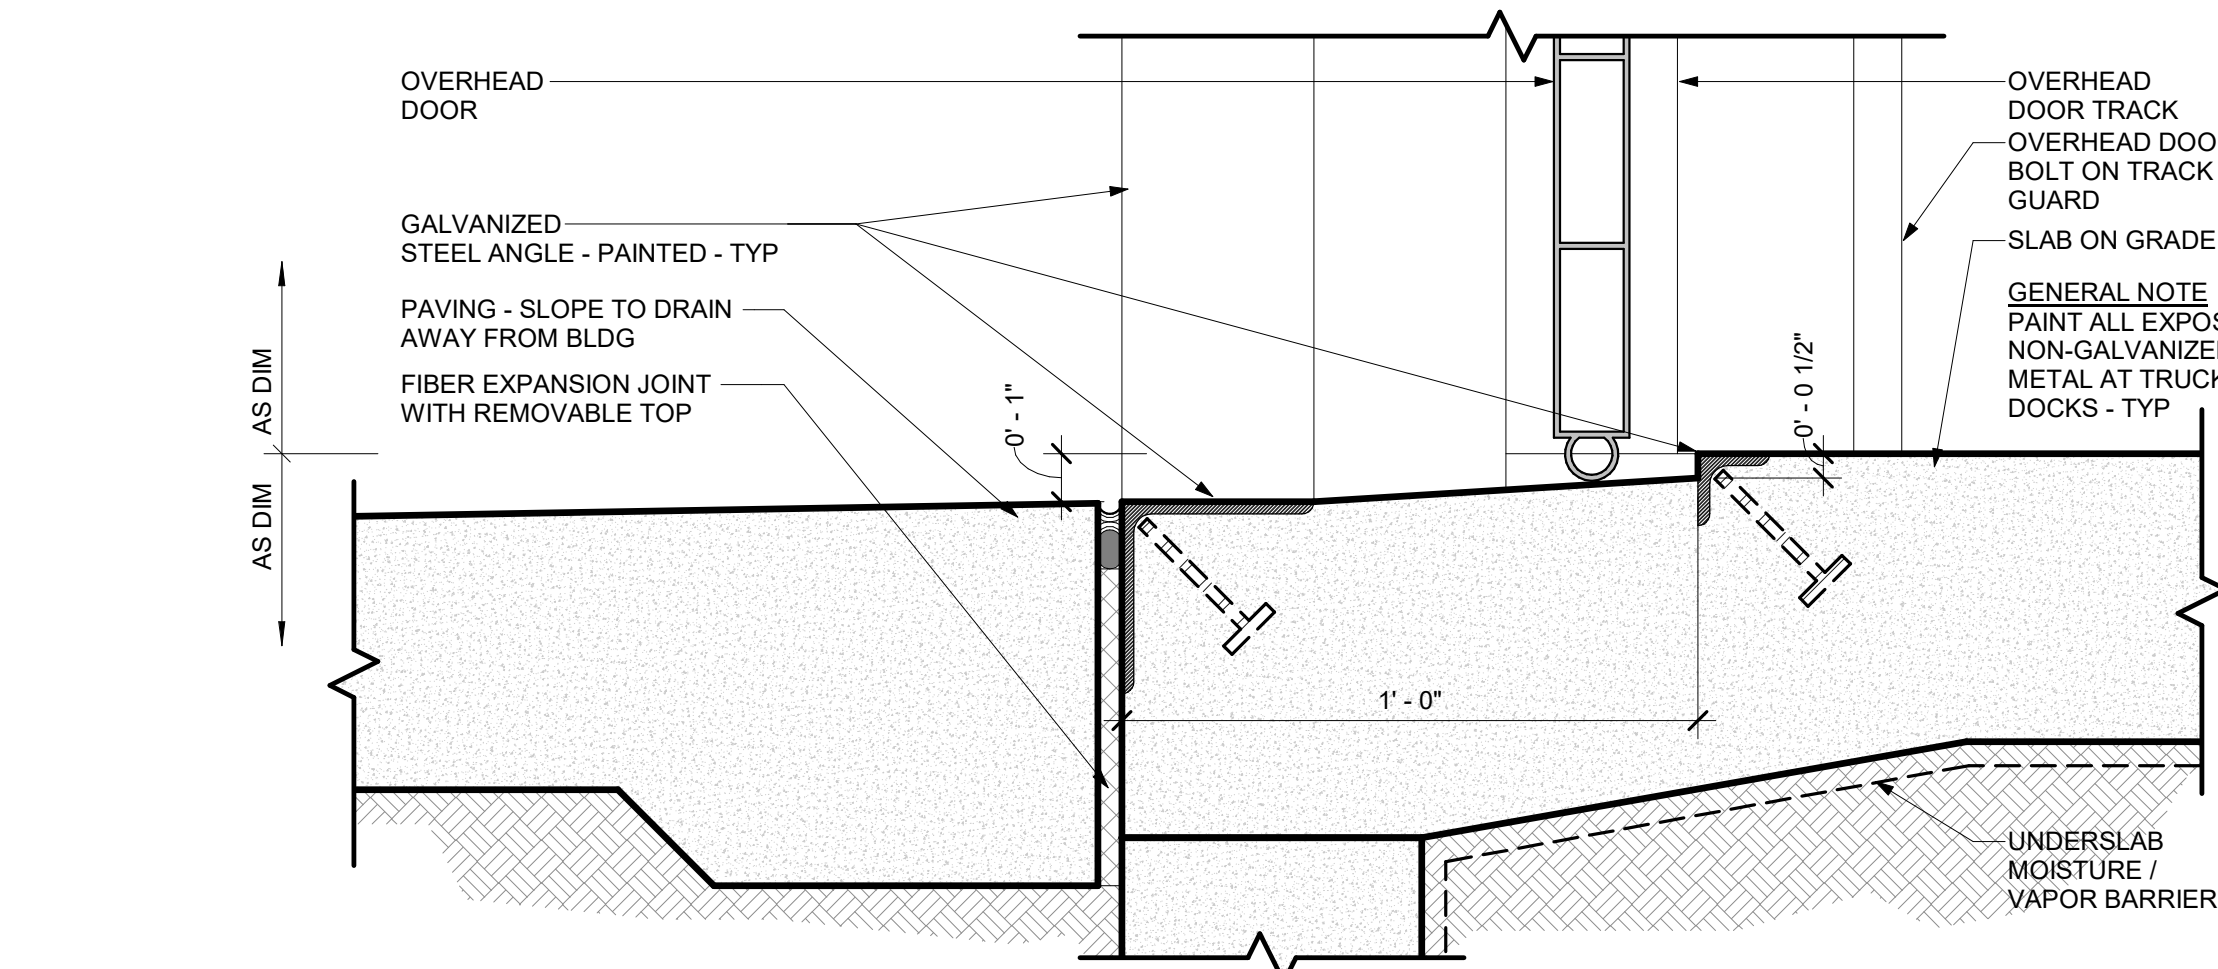 OVERHEAD
DOOR
GALVANIZED
STEEL ANGLE - PAINTED - TYP
PAVING - SLOPE TO DRAIN
AWAY FROM BLDG
FIBER EXPANSION JOINT
WITH REMOVABLE TOP
AS DIM
AS DIM
0' - 1"
1' - 0"
0' - 0 1/2"
OVERHEAD
DOOR TRACK
OVERHEAD DOO
BOLT ON TRACK
GUARD
SLAB ON GRADE
GENERAL NOTE
PAINT ALL EXPOS
NON-GALVANIZE
METAL AT TRUCK
DOCKS - TYP
UNDERSLAB
MOISTURE /
VAPOR BARRIER